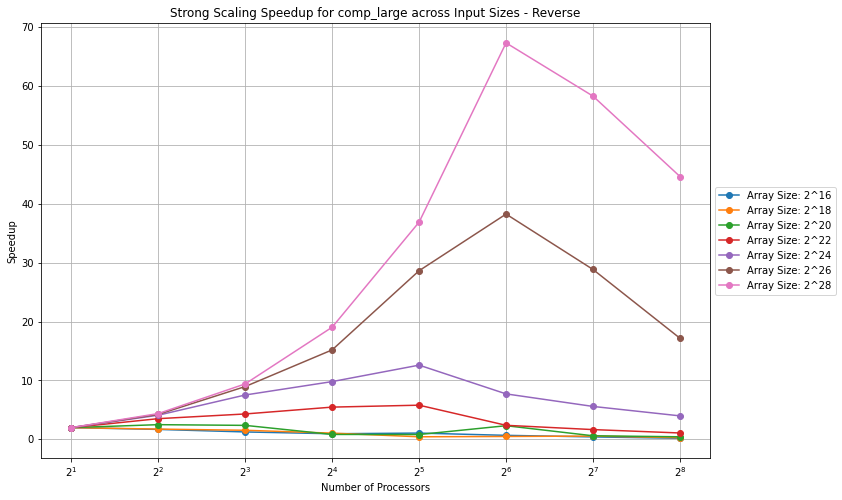 Strong Scaling Speedup for comp_large across Input Sizes - Reverse
70
60
50
40
30
20
10
0
Speedup
2^1 2^2 2^3 2^4 2^5 2^6 2^7 2^8
Number of Processors
Array Size: 2^16
Array Size: 2^18
Array Size: 2^20
Array Size: 2^22
Array Size: 2^24
Array Size: 2^26
Array Size: 2^28